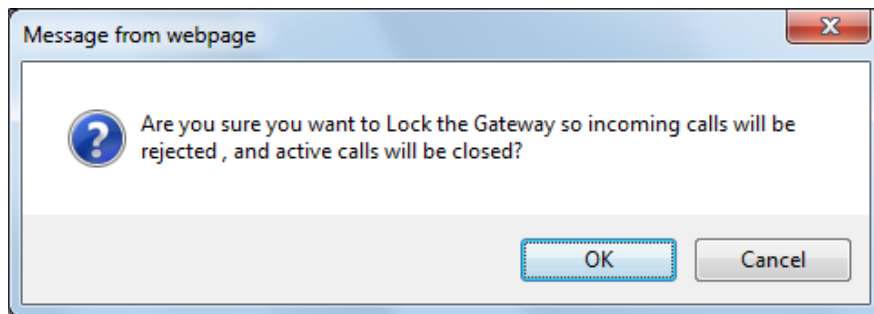 Message from webpage
Are you sure you want to Lock the Gateway so incoming calls will be
rejected , and active calls will be closed?
OK
Cancel